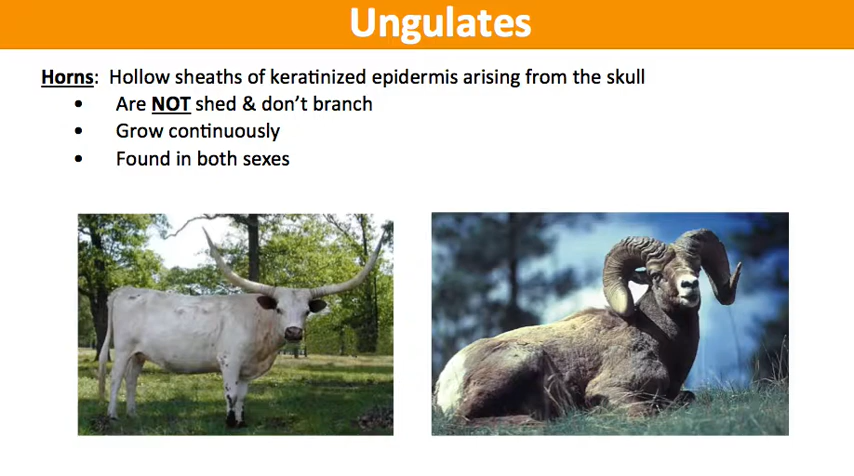 Ungulates
Horns: Hollow sheaths of keratinized epidermis arising from the skull
• Are NOT shed & don't branch
• Grow continuously
• Found in both sexes